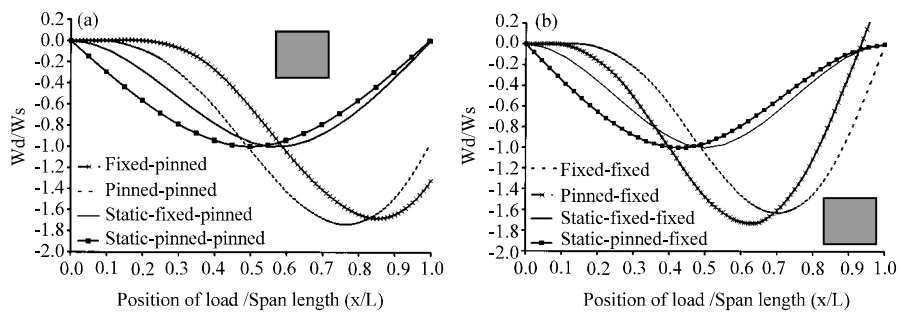 (a)
Wd/Ws
0.2
0.0
-0.2
-0.4
-0.6
-0.8
-1.0
-1.2
-1.4
-1.6
-1.8
-2.0
Fixed-pinned
Pinned-pinned
Static-fixed-pinned
Static-pinned-pinned
0.0 0.1 0.2 0.3 0.4 0.5 0.6 0.7 0.8 0.9 1.0
Position of load /Span length (x/L)
(b)
Wd/Ws
0.2
0.0
-0.2
-0.4
-0.6
-0.8
-1.0
-1.2
-1.4
-1.6
-1.8
-2.0
Fixed-fixed
Pinned-fixed
Static-fixed-fixed
Static-pinned-fixed
0.0 0.1 0.2 0.3 0.4 0.5 0.6 0.7 0.8 0.9 1.0
Position of load /Span length (x/L)